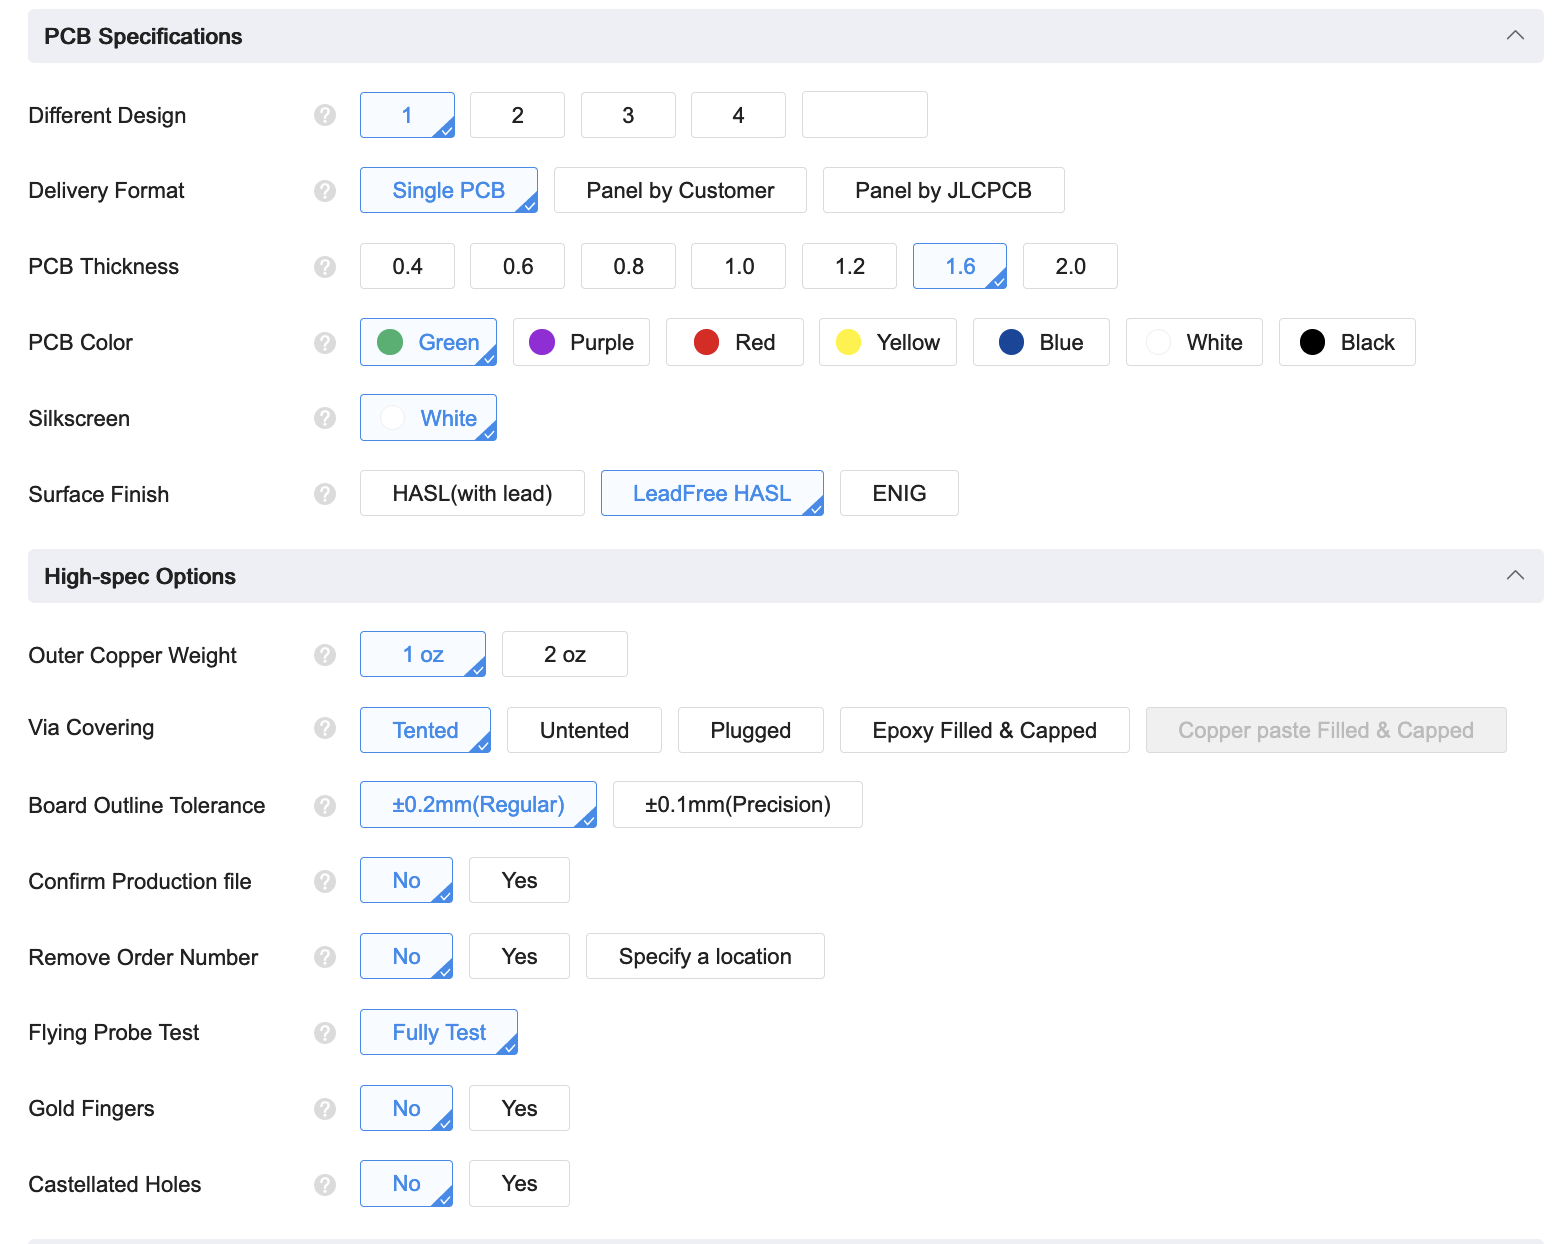 PCB Specifications
Different Design ? 1 2 3 4
Delivery Format ? Single PCB Panel by Customer Panel by JLCPCB
PCB Thickness ? 0.4 0.6 0.8 1.0 1.2 1.6 2.0
PCB Color ? Green Purple Red Yellow Blue White Black
Silkscreen ? White
Surface Finish ? HASL(with lead) LeadFree HASL ENIG
High-spec Options
Outer Copper Weight ? 1 oz 2 oz
Via Covering ? Tented Untented Plugged Epoxy Filled & Capped Copper paste Filled & Capped
Board Outline Tolerance ? ±0.2mm(Regular) ±0.1mm(Precision)
Confirm Production file ? No Yes
Remove Order Number ? No Yes Specify a location
Flying Probe Test ? Fully Test
Gold Fingers ? No Yes
Castellated Holes ? No Yes